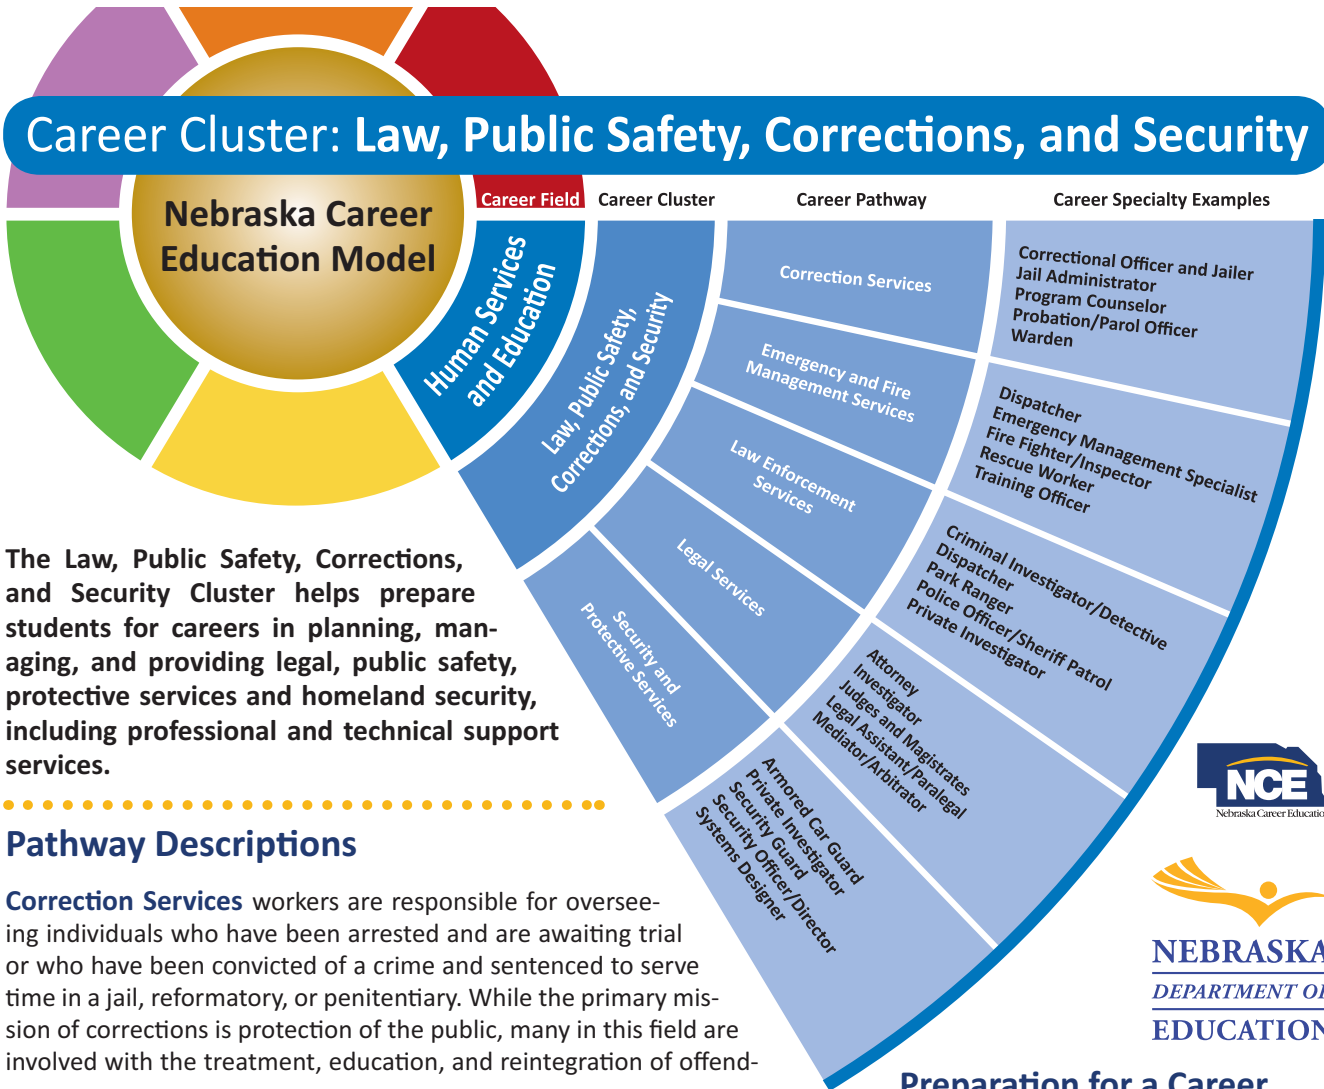 Career Cluster: Law, Public Safety, Corrections, and Security
Nebraska Career
Education Model
Career Field
Career Cluster
Career Pathway
Career Specialty Examples
Human Services
and Education
Law, Public Safety,
Corrections, and Security
Correction Services
Correctional Officer and Jailer
Jail Administrator
Program Counselor
Probation/Parol Officer
Warden
Emergency and Fire
Management Services
Dispatcher
Emergency Management Specialist
Fire Fighter/Inspector
Rescue Worker
Training Officer
Law Enforcement
Services
Criminal Investigator/Detective
Dispatcher
Park Ranger
Police Officer/Sheriff Patrol
Private Investigator
Legal Services
Attorney
Investigator
Judges and Magistrates
Legal Assistant/Paralegal
Mediator/Arbitrator
Security and
Protective Services
Armored Car Guard
Private Investigator
Security Guard
Security Officer/Director
Systems Designer
The Law, Public Safety, Corrections,
and Security Cluster helps prepare
students for careers in planning, man-
aging, and providing legal, public safety,
protective services and homeland security,
including professional and technical support
services.
Pathway Descriptions
Correction Services workers are responsible for oversee-
ing individuals who have been arrested and are awaiting trial
or who have been convicted of a crime and sentenced to serve
time in a jail, reformatory, or penitentiary. While the primary mis-
sion of corrections is protection of the public, many in this field are
involved with the treatment, education, and reintegration of offend-
NCE
Nebraska Career Educatio
NEBRASKA
DEPARTMENT OF
EDUCATION
Preparation for a Career